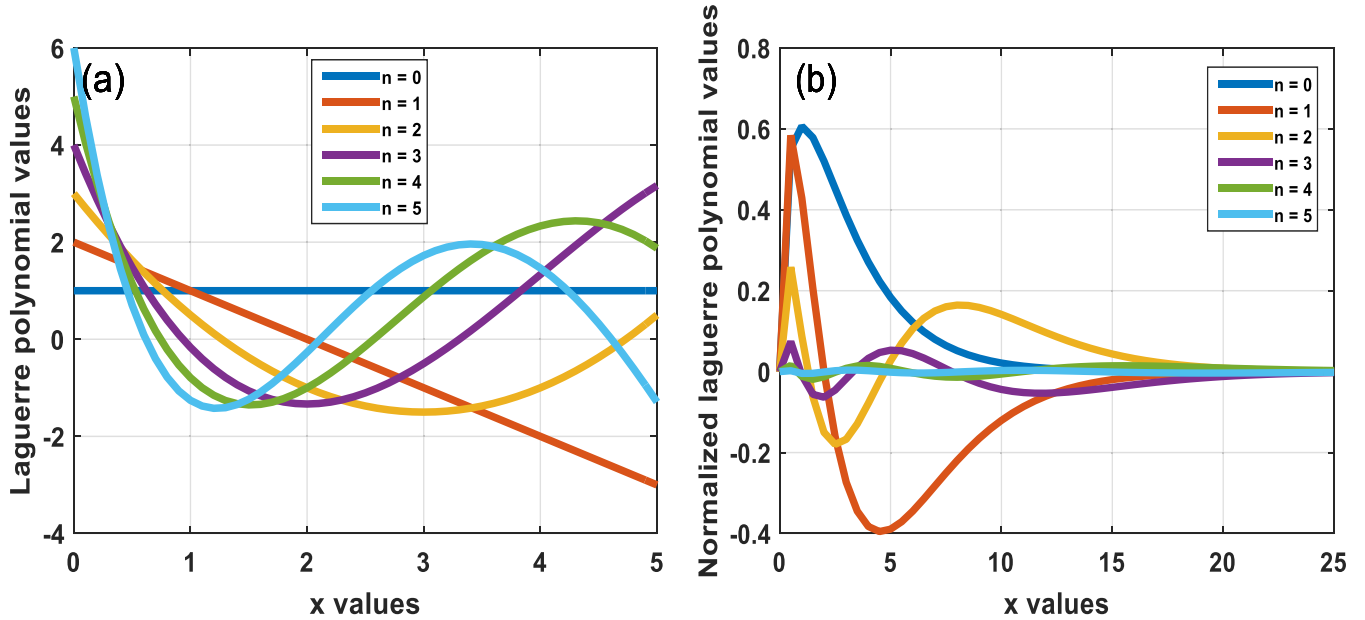 (a)
Laguerre polynomial values
6
4
2
0
-2
-4
n = 0
n = 1
n = 2
n = 3
n = 4
n = 5
0 1 2 3 4 5
x values
(b)
Normalized laguerre polynomial values
0.8
0.6
0.4
0.2
0
-0.2
-0.4
n = 0
n = 1
n = 2
n = 3
n = 4
n = 5
0 5 10 15 20 25
x values